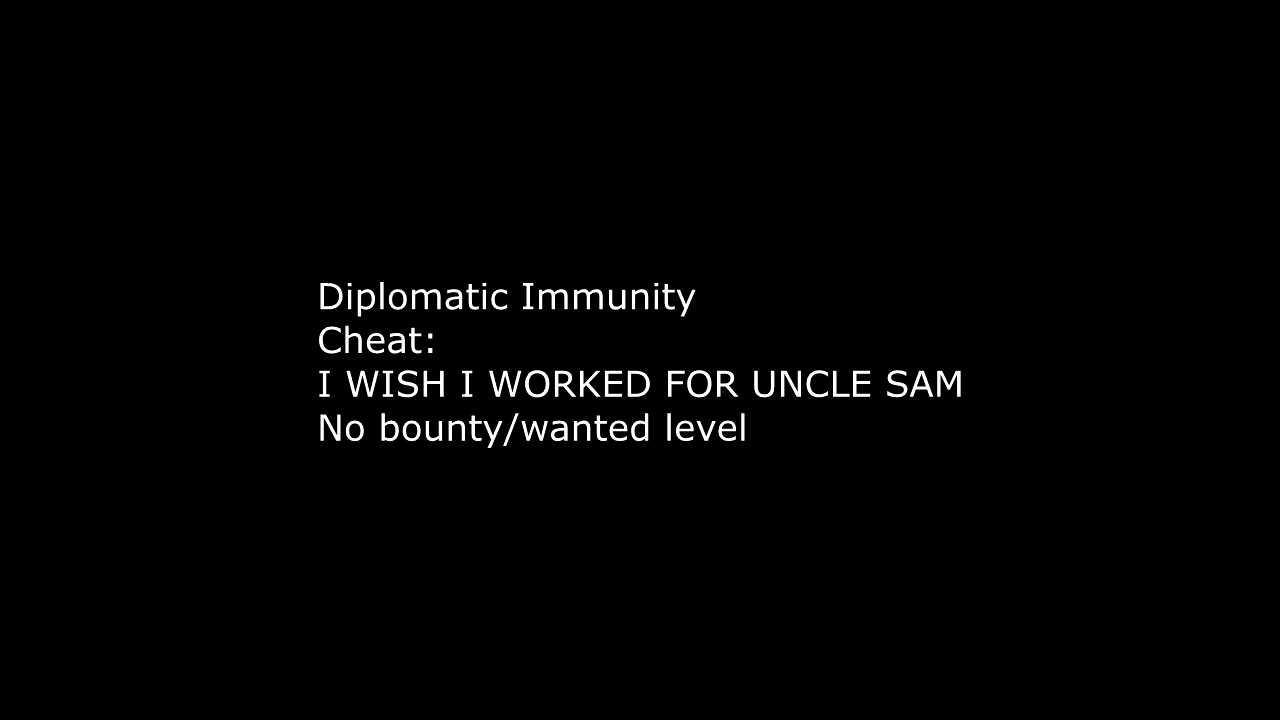 Diplomatic Immunity
Cheat:
I WISH I WORKED FOR UNCLE SAM
No bounty/wanted level